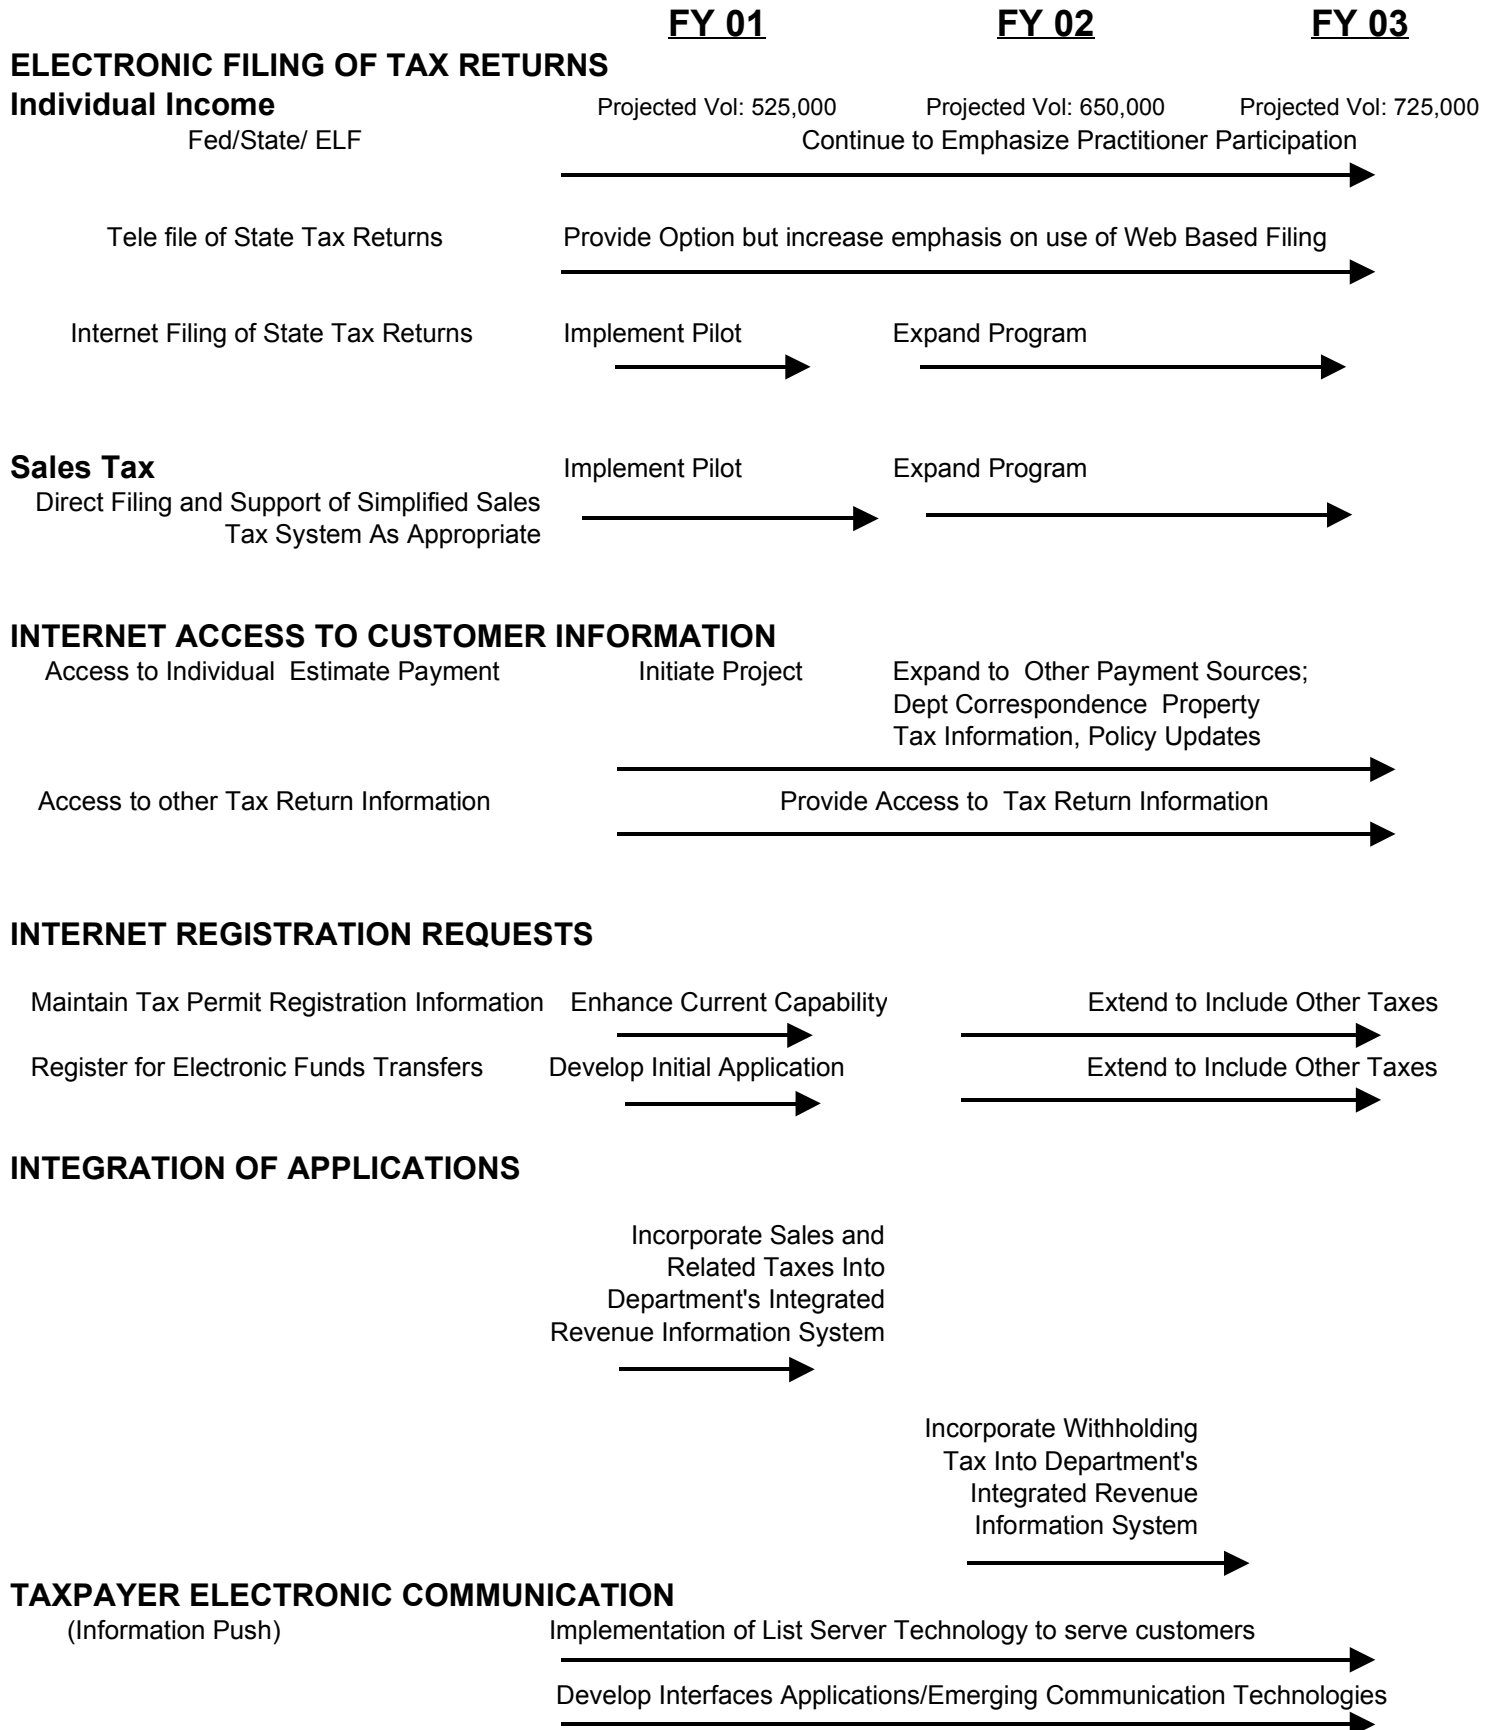 FY 01 FY 02 FY 03
ELECTRONIC FILING OF TAX RETURNS
Individual Income Projected Vol: 525,000 Projected Vol: 650,000 Projected Vol: 725,000
Fed/State/ ELF Continue to Emphasize Practitioner Participation
Tele file of State Tax Returns Provide Option but increase emphasis on use of Web Based Filing
Internet Filing of State Tax Returns Implement Pilot Expand Program
Sales Tax Implement Pilot Expand Program
Direct Filing and Support of Simplified Sales
Tax System As Appropriate
INTERNET ACCESS TO CUSTOMER INFORMATION
Access to Individual Estimate Payment Initiate Project Expand to Other Payment Sources;
Dept Correspondence Property
Tax Information, Policy Updates
Access to other Tax Return Information Provide Access to Tax Return Information
INTERNET REGISTRATION REQUESTS
Maintain Tax Permit Registration Information Enhance Current Capability Extend to Include Other Taxes
Register for Electronic Funds Transfers Develop Initial Application Extend to Include Other Taxes
INTEGRATION OF APPLICATIONS
Incorporate Sales and
Related Taxes Into
Department's Integrated
Revenue Information System
Incorporate Withholding
Tax Into Department's
Integrated Revenue
Information System
TAXPAYER ELECTRONIC COMMUNICATION
(Information Push) Implementation of List Server Technology to serve customers
Develop Interfaces Applications/Emerging Communication Technologies